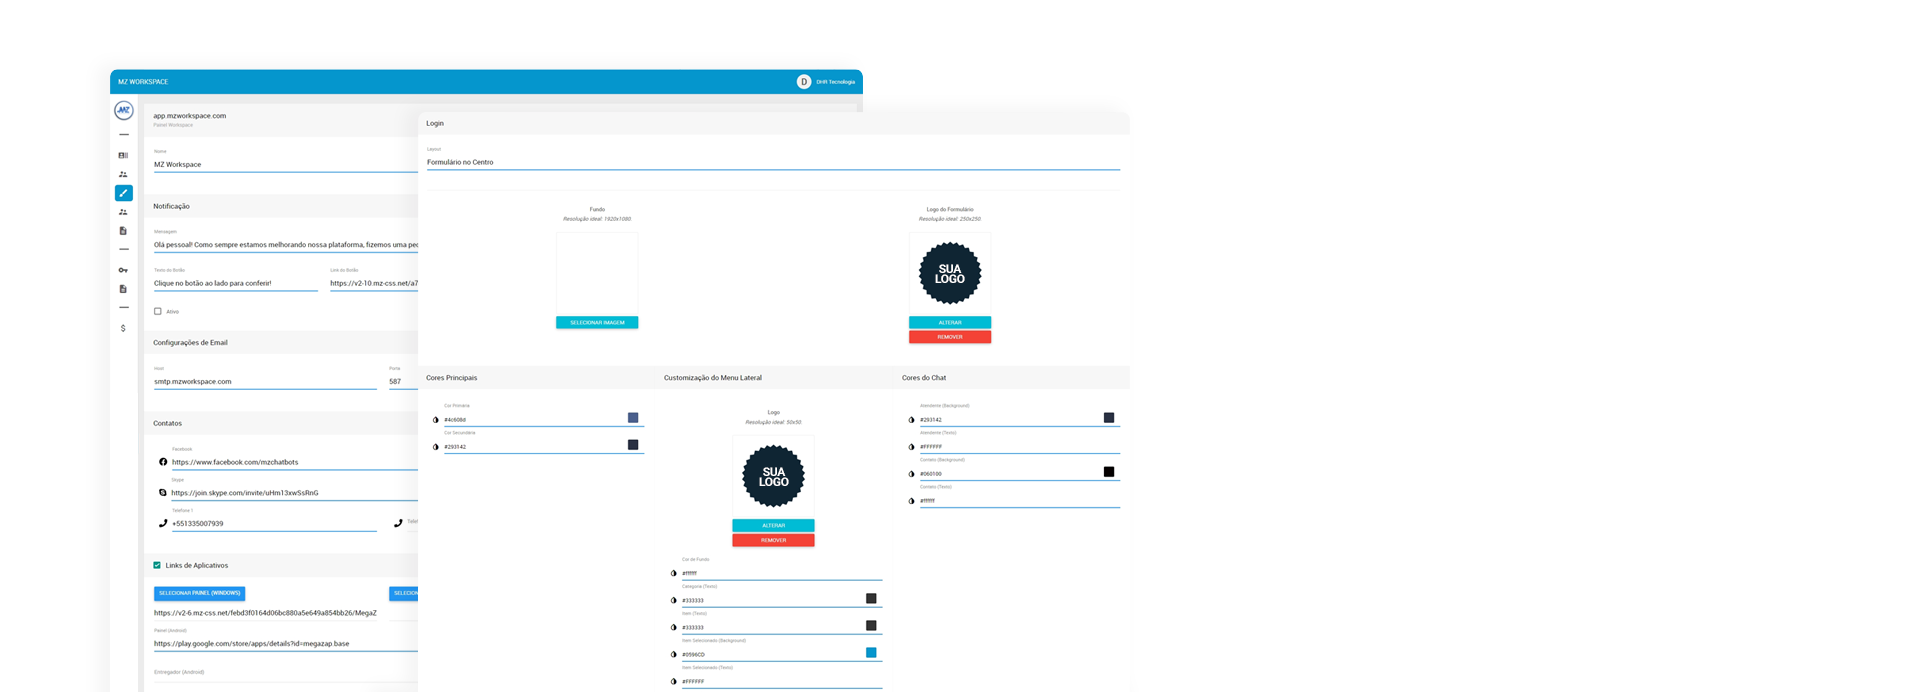 MZ WORKSPACE
D DHR Tecnologia
MZ
app.mzworkspace.com
Painel Workspace
Nome
MZ Workspace
Notificação
Mensagem
Olá pessoal! Como sempre estamos melhorando nossa plataforma, fizemos uma
Texto do Botão
Link do Botão
Clique no botão ao lado para conferir!
https://v2-10.mz-css.net/a7
Ativo
Configurações de Email
Host
Porta
smtp.mzworkspace.com
587
Contatos
Facebook
https://www.facebook.com/mzchatbots
Skype
https://join.skype.com/invite/uHm13xwSsRnG
Telefone 1
+551335007939
Links de Aplicativos
SELECIONAR PAINEL (WINDOWS)
https://v2-6.mz-css.net/febd3f0164d06bc880a5e649a854bb26/MegaZ
Painel (Android)
https://play.google.com/store/apps/details?id=megazap.base
Entregador (Android)
Login
Layout
Formulário no Centro
Fundo
Resolução ideal: 1920x1080.
SELECIONAR IMAGEM
Logo do Formulário
Resolução ideal: 250x250.
SUA
LOGO
ALTERAR
REMOVER
Cores Principais
Cor Primária
#4c608d
Cor Secundária
#293142
Customização do Menu Lateral
Logo
Resolução ideal: 50x50.
SUA
LOGO
ALTERAR
REMOVER
Cor de Fundo
#ffffff
Categoria (Texto)
#333333
Item (Texto)
#333333
Item Selecionado (Background)
#0596CD
Item Selecionado (Texto)
#FFFFFF
Cores do Chat
Atendente (Background)
#293142
Atendente (Texto)
#FFFFFF
Contato (Background)
#060109
Contato (Texto)
#ffffff